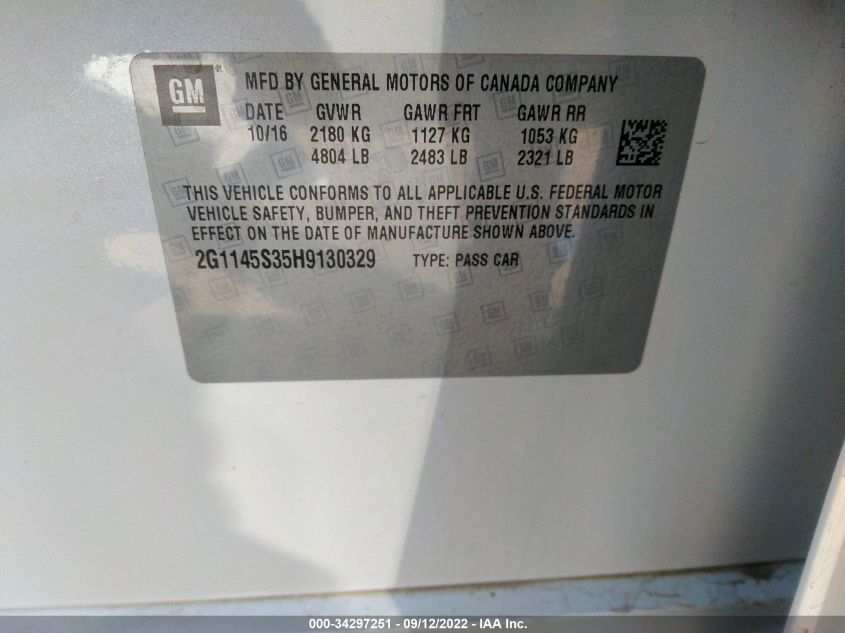 GM ®
MFD BY GENERAL MOTORS OF CANADA COMPANY
DATE GVWR GAWR FRT GAWR RR
10/16 2180 KG 1127 KG 1053 KG
4804 LB 2483 LB 2321 LB
THIS VEHICLE CONFORMS TO ALL APPLICABLE U.S. FEDERAL MOTOR
VEHICLE SAFETY, BUMPER, AND THEFT PREVENTION STANDARDS IN
EFFECT ON THE DATE OF MANUFACTURE SHOWN ABOVE.
2G1145S35H9130329 TYPE: PASS CAR
000-34297251 - 09/12/2022 - IAA Inc.